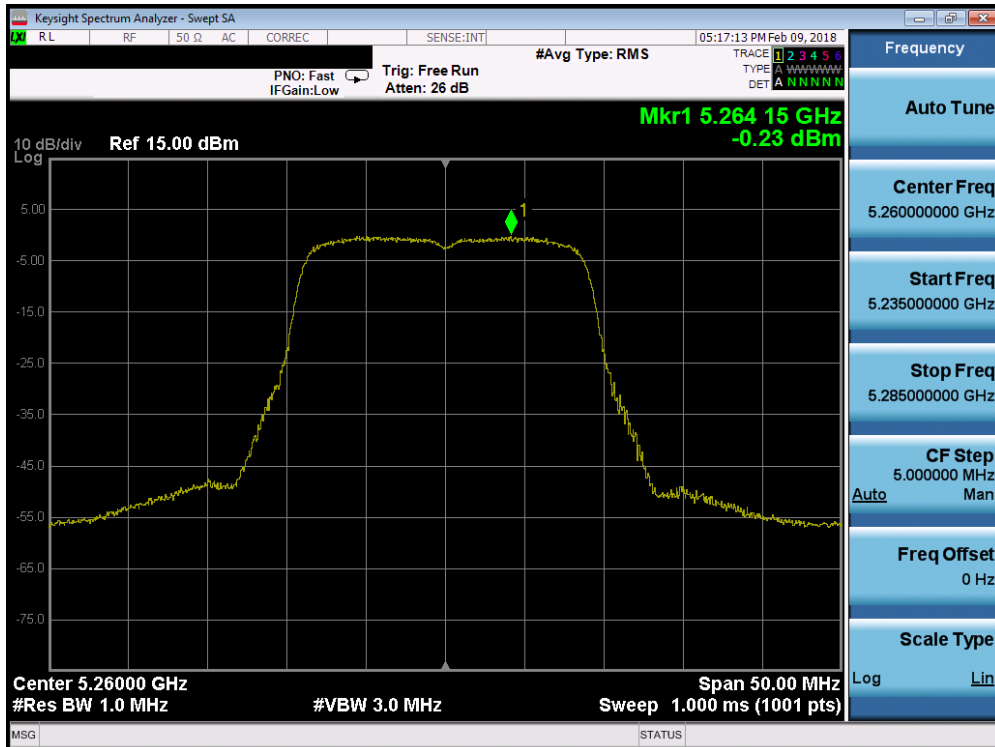 Keysight Spectrum Analyzer - Swept SA
LXI RL RF 50 Ω AC CORREC SENSE:INT 05:17:13 PM Feb 09, 2018
#Avg Type: RMS
TRACE 1 2 3 4 5 6
TYPE A WWWWWW
DET A N N N N N
PNO: Fast
IFGain:Low
Trig: Free Run
Atten: 26 dB
Mkr1 5.264 15 GHz
-0.23 dBm
10 dB/div
Log
Ref 15.00 dBm
1
5.00
-5.00
-15.0
-25.0
-35.0
-45.0
-55.0
-65.0
-75.0
Center 5.26000 GHz
#Res BW 1.0 MHz
#VBW 3.0 MHz
Span 50.00 MHz
Sweep 1.000 ms (1001 pts)
MSG
STATUS
Frequency
Auto Tune
Center Freq
5.260000000 GHz
Start Freq
5.235000000 GHz
Stop Freq
5.285000000 GHz
CF Step
5.000000 MHz
Auto Man
Freq Offset
0 Hz
Scale Type
Log Lin